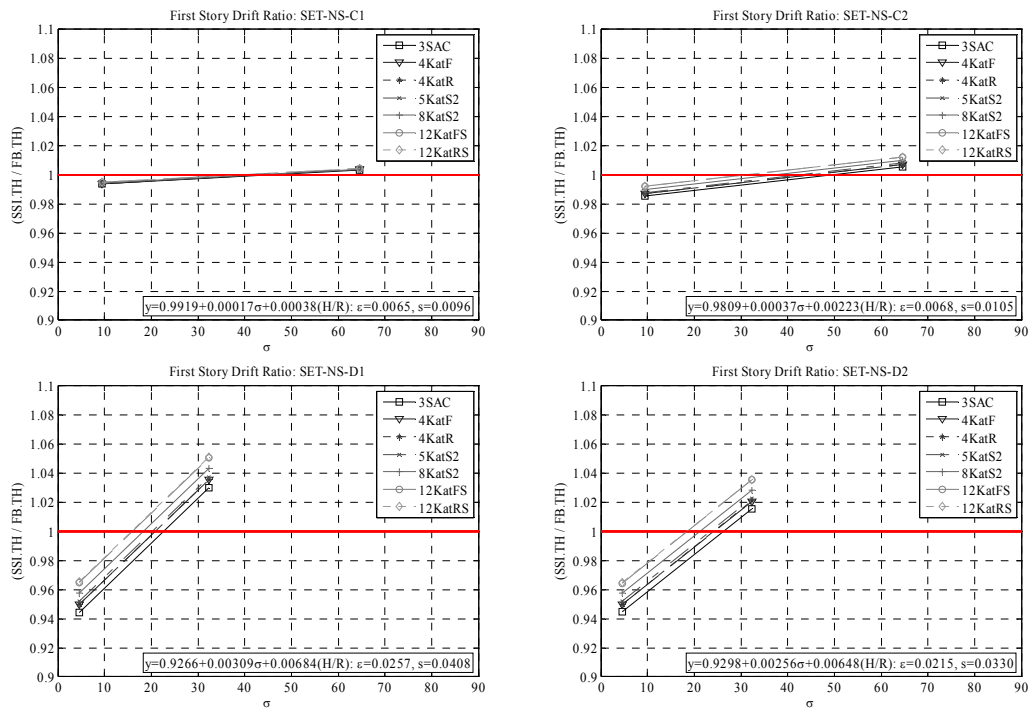 First Story Drift Ratio: SET-NS-C1
1.1
1.08
1.06
1.04
1.02
1
0.98
0.96
0.94
0.92
0.9
(SSI.TH / FB.TH)
3SAC
4KatF
4KatR
5KatS2
8KatS2
12KatFS
12KatRS
y=0.9919+0.00017σ+0.00038(H/R): ε=0.0065, s=0.0096
0 10 20 30 40 50 60 70 80 90
σ
First Story Drift Ratio: SET-NS-C2
1.1
1.08
1.06
1.04
1.02
1
0.98
0.96
0.94
0.92
0.9
(SSI.TH / FB.TH)
3SAC
4KatF
4KatR
5KatS2
8KatS2
12KatFS
12KatRS
y=0.9809+0.00037σ+0.00223(H/R): ε=0.0068, s=0.0105
0 10 20 30 40 50 60 70 80 90
σ
First Story Drift Ratio: SET-NS-D1
1.1
1.08
1.06
1.04
1.02
1
0.98
0.96
0.94
0.92
0.9
(SSI.TH / FB.TH)
3SAC
4KatF
4KatR
5KatS2
8KatS2
12KatFS
12KatRS
y=0.9266+0.00309σ+0.00684(H/R): ε=0.0257, s=0.0408
0 10 20 30 40 50 60 70 80 90
σ
First Story Drift Ratio: SET-NS-D2
1.1
1.08
1.06
1.04
1.02
1
0.98
0.96
0.94
0.92
0.9
(SSI.TH / FB.TH)
3SAC
4KatF
4KatR
5KatS2
8KatS2
12KatFS
12KatRS
y=0.9298+0.00256σ+0.00648(H/R): ε=0.0215, s=0.0330
0 10 20 30 40 50 60 70 80 90
σ